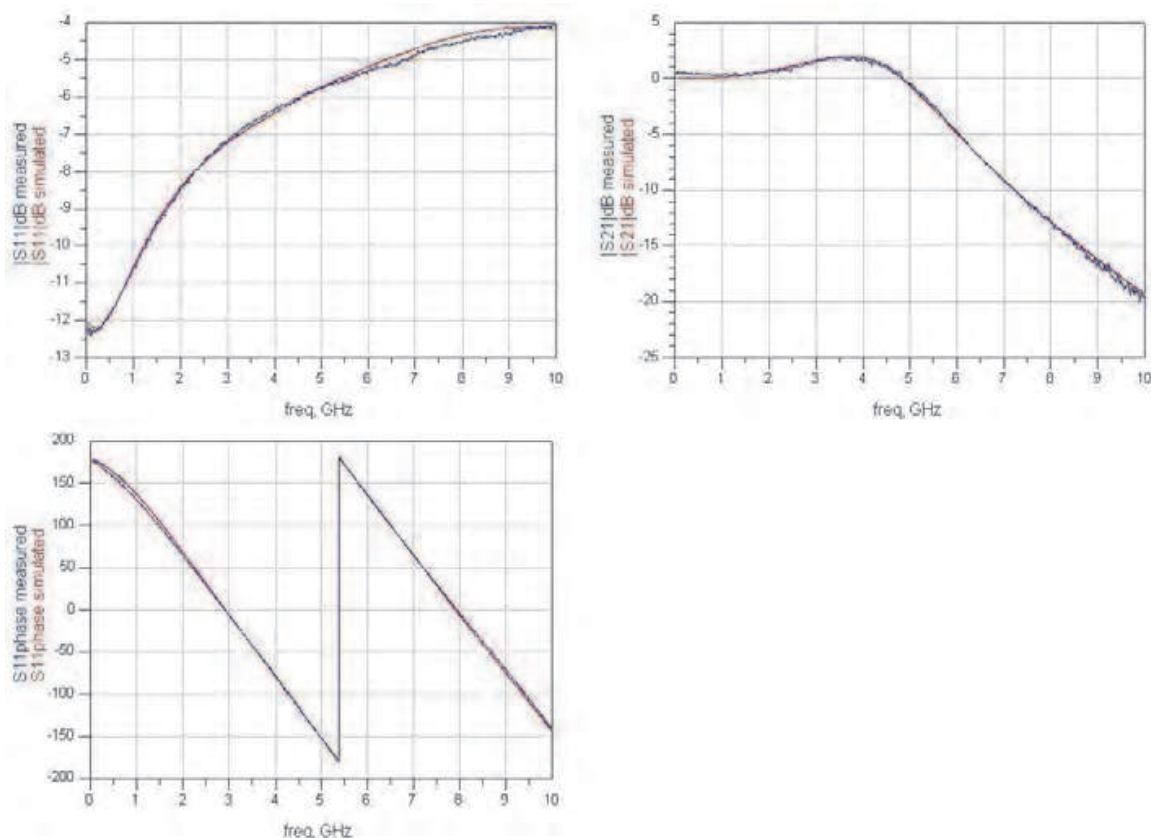 -4
-5
-6
-7
-8
-9
-10
-11
-12
-13
|S11|dB measured
|S11|dB simulated
0 1 2 3 4 5 6 7 8 9 10
freq, GHz
5
0
-5
-10
-15
-20
-25
|S21|dB measured
|S21|dB simulated
0 1 2 3 4 5 6 7 8 9 10
freq, GHz
200
150
100
50
0
-50
-100
-150
-200
S11phase measured
S11phase simulated
0 1 2 3 4 5 6 7 8 9 10
freq, GHz